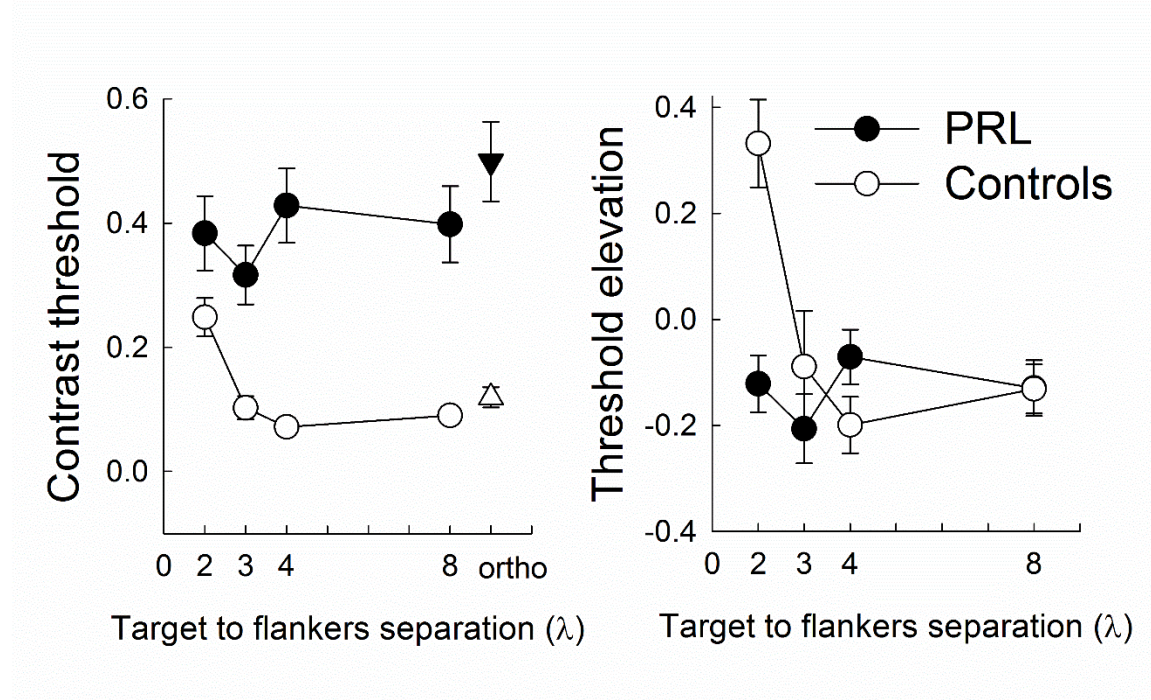 Contrast threshold
0.6
0.4
0.2
0.0
0 2 3 4 8 ortho
Target to flankers separation (λ)
Threshold elevation
0.4
0.2
0.0
-0.2
-0.4
0 2 3 4 8
Target to flankers separation (λ)
PRL
Controls